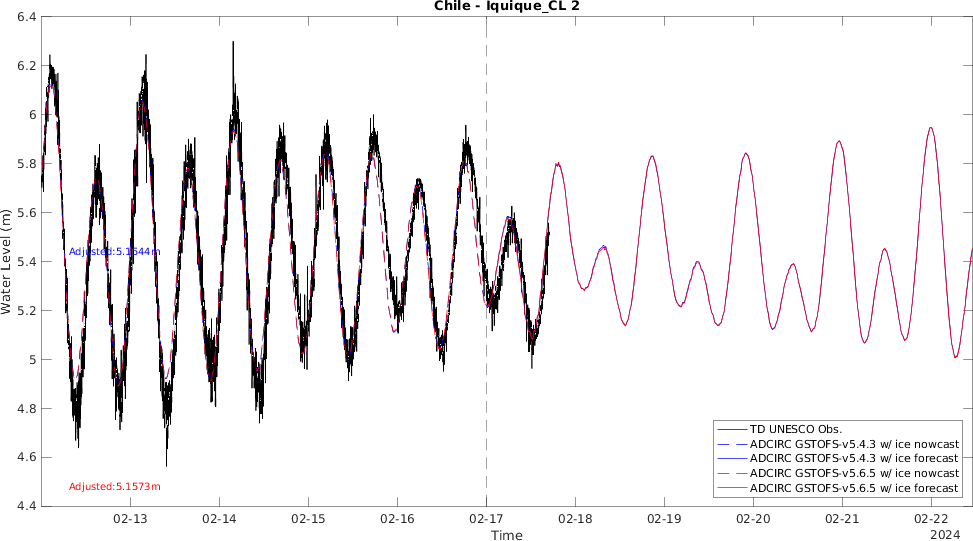 Chile - Iquique_CL 2
6.4
6.2
6
5.8
5.6
5.4
5.2
5
4.8
4.6
4.4
Water Level (m)
Adjusted:5.1644m
Adjusted:5.1573m
TD UNESCO Obs.
ADCIRC GSTOFS-v5.4.3 w/ ice nowcast
ADCIRC GSTOFS-v5.4.3 w/ ice forecast
ADCIRC GSTOFS-v5.6.5 w/ ice nowcast
ADCIRC GSTOFS-v5.6.5 w/ ice forecast
02-13 02-14 02-15 02-16 02-17 02-18 02-19 02-20 02-21 02-22
Time
2024